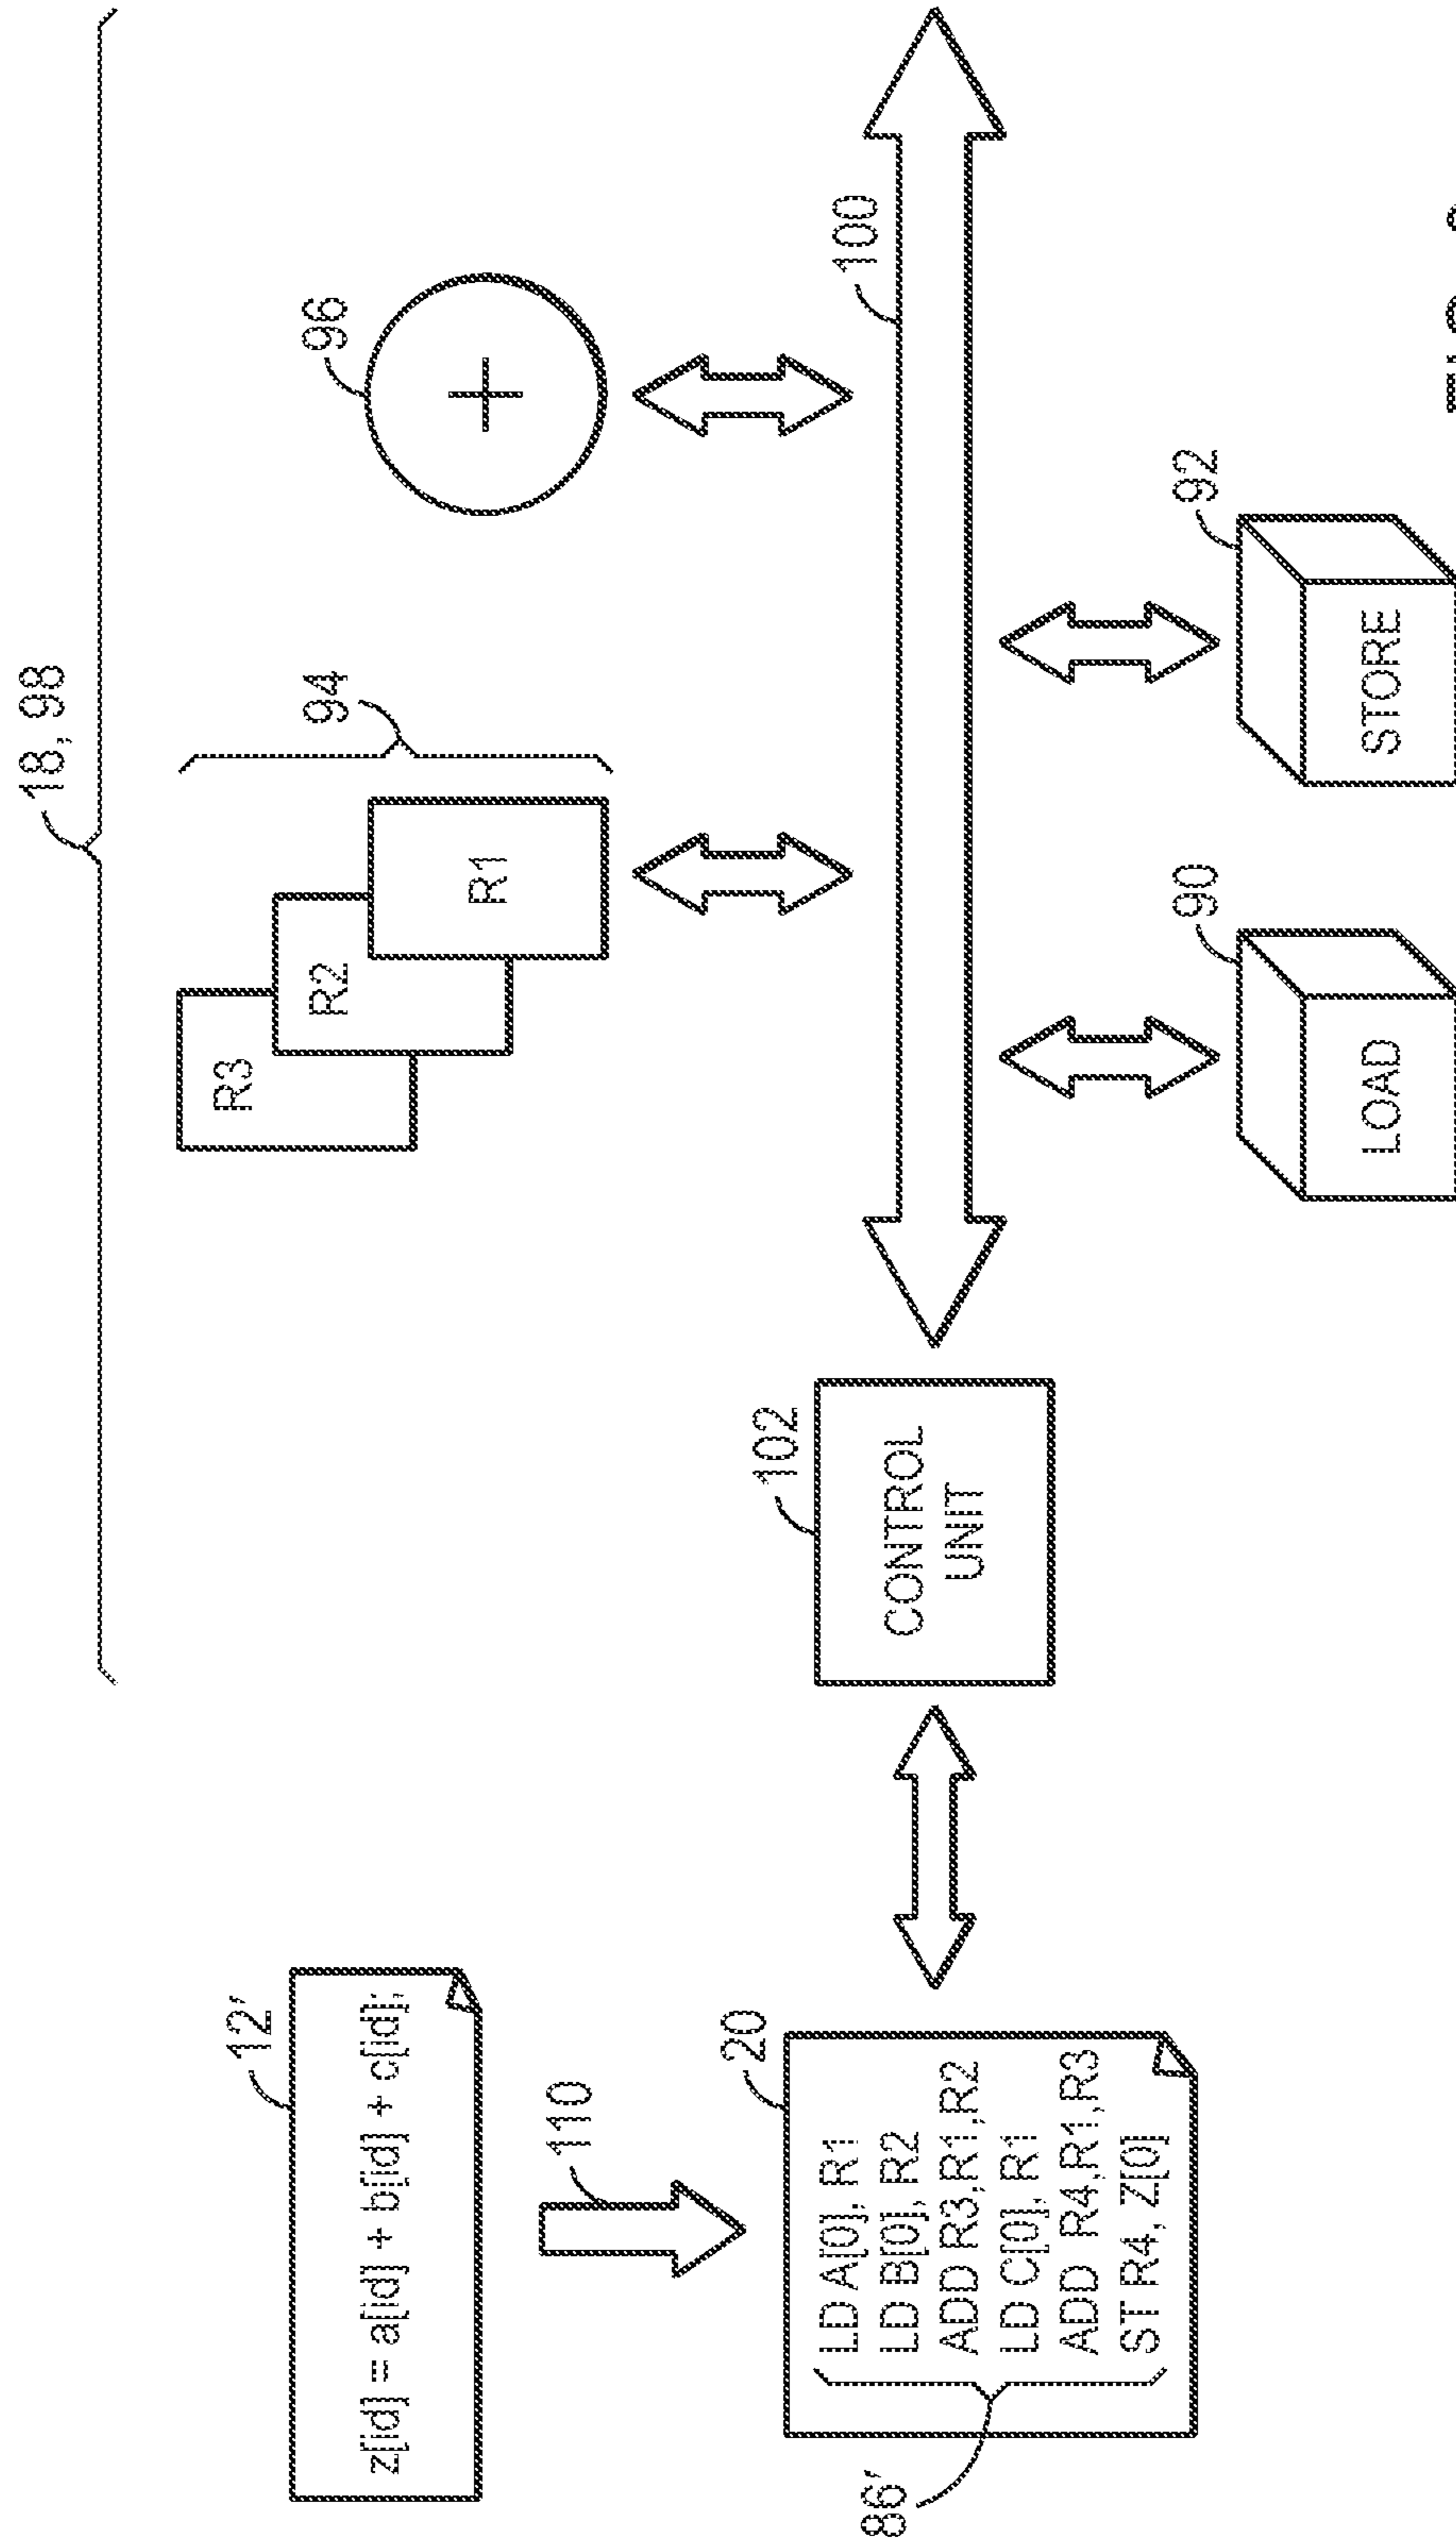 18, 98
12'
z[id] = a[id] + b[id] + c[id];
110
20
LD A[0], R1
LD B[0], R2
ADD R3,R1,R2
LD C[0], R1
ADD R4,R1,R3
ST R4, Z[0]
86'
102
CONTROL
UNIT
R3
R2
R1
94
96
100
90
LOAD
92
STORE